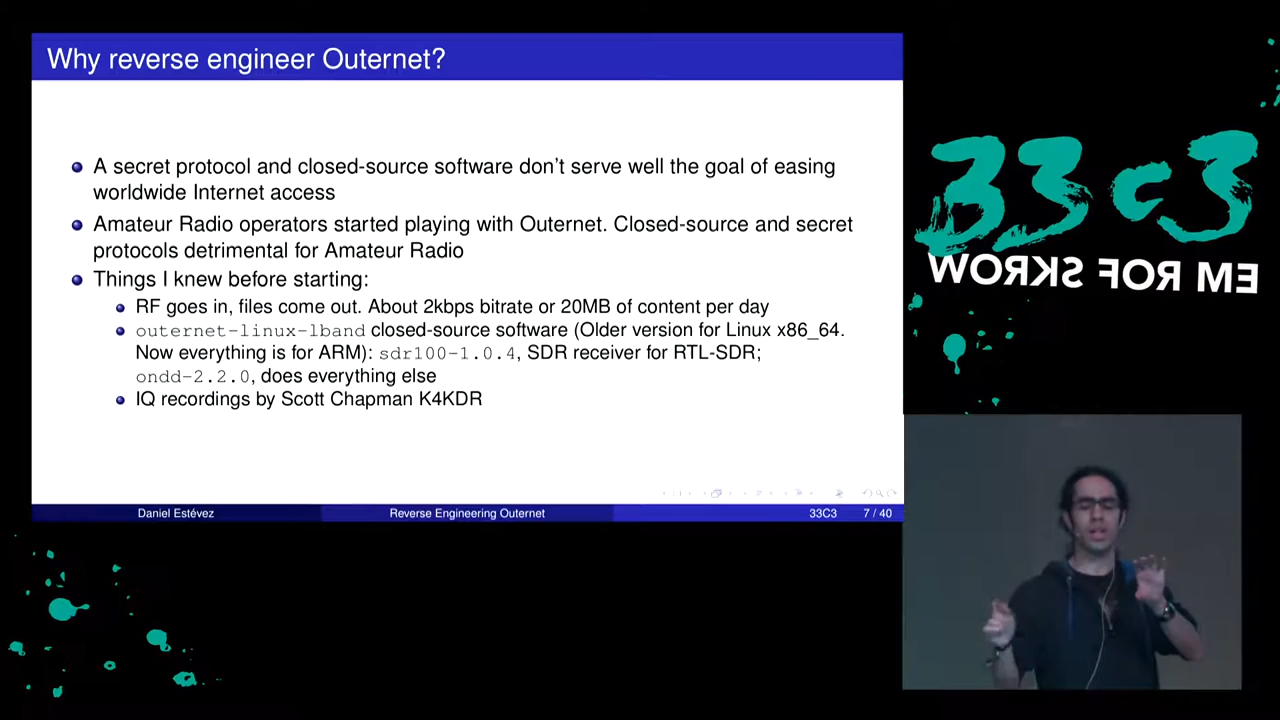 Why reverse engineer Outernet?
A secret protocol and closed-source software don't serve well the goal of easing
worldwide Internet access
Amateur Radio operators started playing with Outernet. Closed-source and secret
protocols detrimental for Amateur Radio
Things I knew before starting:
RF goes in, files come out. About 2kbps bitrate or 20MB of content per day
outernet-linux-lband closed-source software (Older version for Linux x86_64.
Now everything is for ARM): sdr100-1.0.4, SDR receiver for RTL-SDR;
ondd-2.2.0, does everything else
IQ recordings by Scott Chapman K4KDR
Daniel Estévez Reverse Engineering Outernet 33C3 7 / 40
33c3
WORKS FOR ME